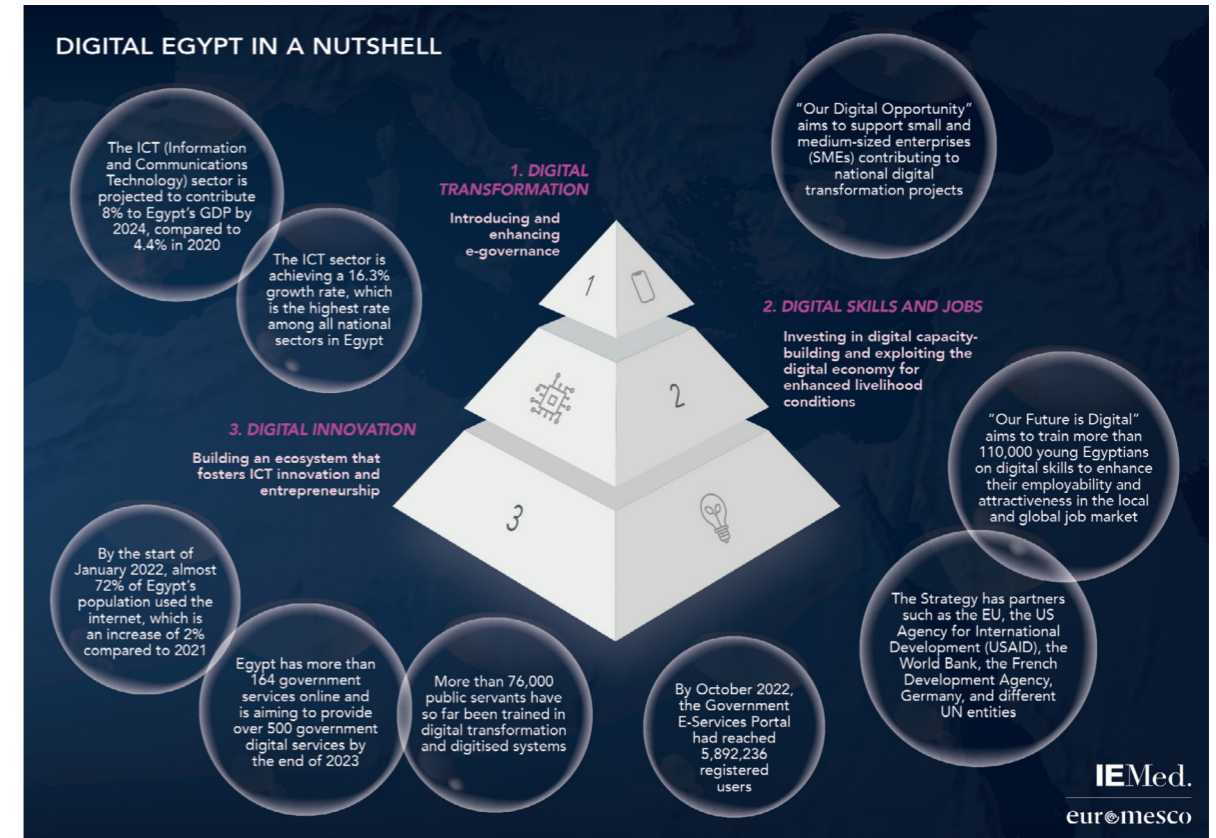 DIGITAL EGYPT IN A NUTSHELL
The ICT (Information
and Communications
Technology) sector is
projected to contribute
8% to Egypt's GDP by
2024, compared to
4.4% in 2020
The ICT sector is
achieving a 16.3%
growth rate, which
is the highest rate
among all national
sectors in Egypt
1. DIGITAL
TRANSFORMATION
Introducing and
enhancing
e-governance
"Our Digital Opportunity"
aims to support small and
medium-sized enterprises
(SMEs) contributing to
national digital
transformation projects
1
2. DIGITAL SKILLS AND JOBS
Investing in digital capacity-
building and exploiting the
digital economy for
enhanced livelihood
conditions
2
3. DIGITAL INNOVATION
Building an ecosystem that
fosters ICT innovation and
entrepreneurship
3
"Our Future is Digital"
aims to train more than
110,000 young Egyptians
on digital skills to enhance
their employability and
attractiveness in the local
and global job market
By the start of
January 2022, almost
72% of Egypt's
population used the
internet, which is
an increase of 2%
compared to 2021
Egypt has more than
164 government
services online and
is aiming to provide
over 500 government
digital services by
the end of 2023
More than 76,000
public servants have
so far been trained in
digital transformation
and digitised systems
By October 2022,
the Government
E-Services Portal
had reached
5,892,236
registered
users
The Strategy has partners
such as the EU, the US
Agency for International
Development (USAID), the
World Bank, the French
Development Agency,
Germany, and different
UN entities
IEMed.
euromesco